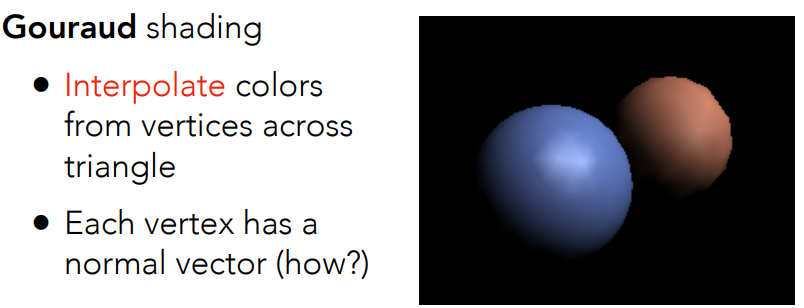 Gouraud shading
• Interpolate colors
from vertices across
triangle
• Each vertex has a
normal vector (how?)